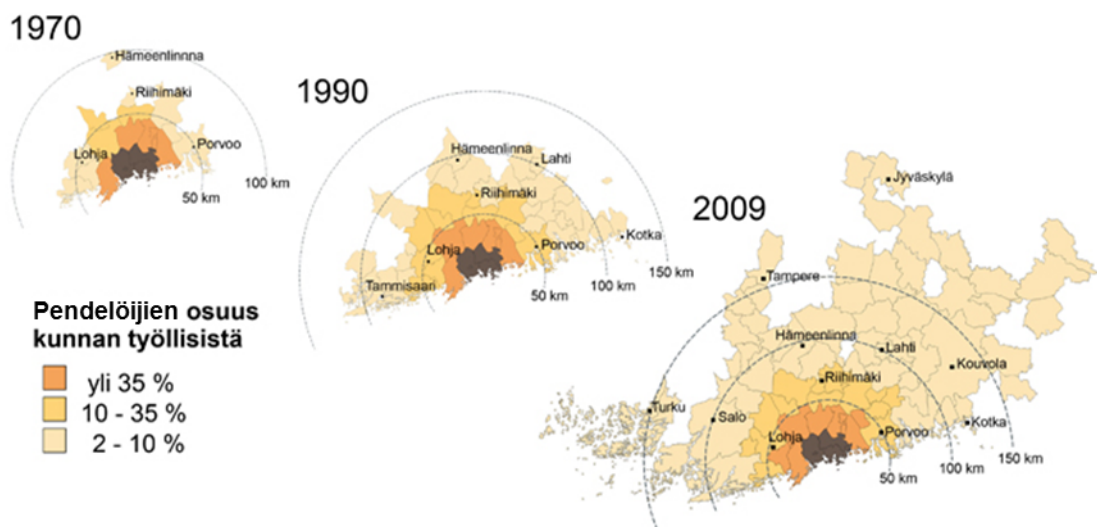 1970
Hämeenlinnna
Riihimäki
Lohja
Porvoo
50 km
100 km
1990
Hämeenlinna
Lahti
Riihimäki
Kotka
Lohja
Porvoo
Tammisaari
50 km
100 km
150 km
2009
Jyväskylä
Tampere
Hämeenlinna
Lahti
Kouvola
Riihimäki
Turku
Salo
Kotka
Porvoo
Lohja
50 km
100 km
150 km
Pendelöijien osuus
kunnan työllisistä
yli 35 %
10 - 35 %
2 - 10 %